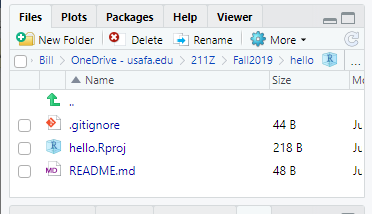 Files Plots Packages Help Viewer
New Folder Delete Rename More
Bill OneDrive - usafa.edu 211Z Fall2019 hello R ...
Name Size
..
.gitignore 44 B Ju
R hello.Rproj 218 B Ju
MD README.md 48 B Ju